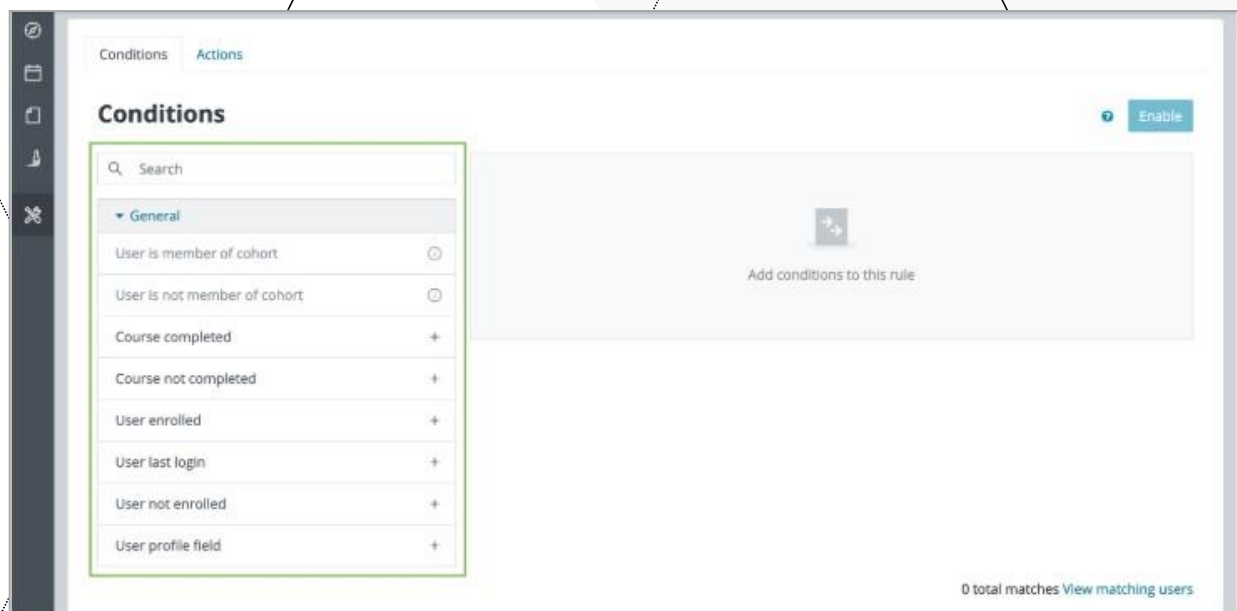 Conditions Actions
Conditions
Enable
Search
General
User is member of cohort
User is not member of cohort
Course completed
Course not completed
User enrolled
User last login
User not enrolled
User profile field
Add conditions to this rule
0 total matches View matching users